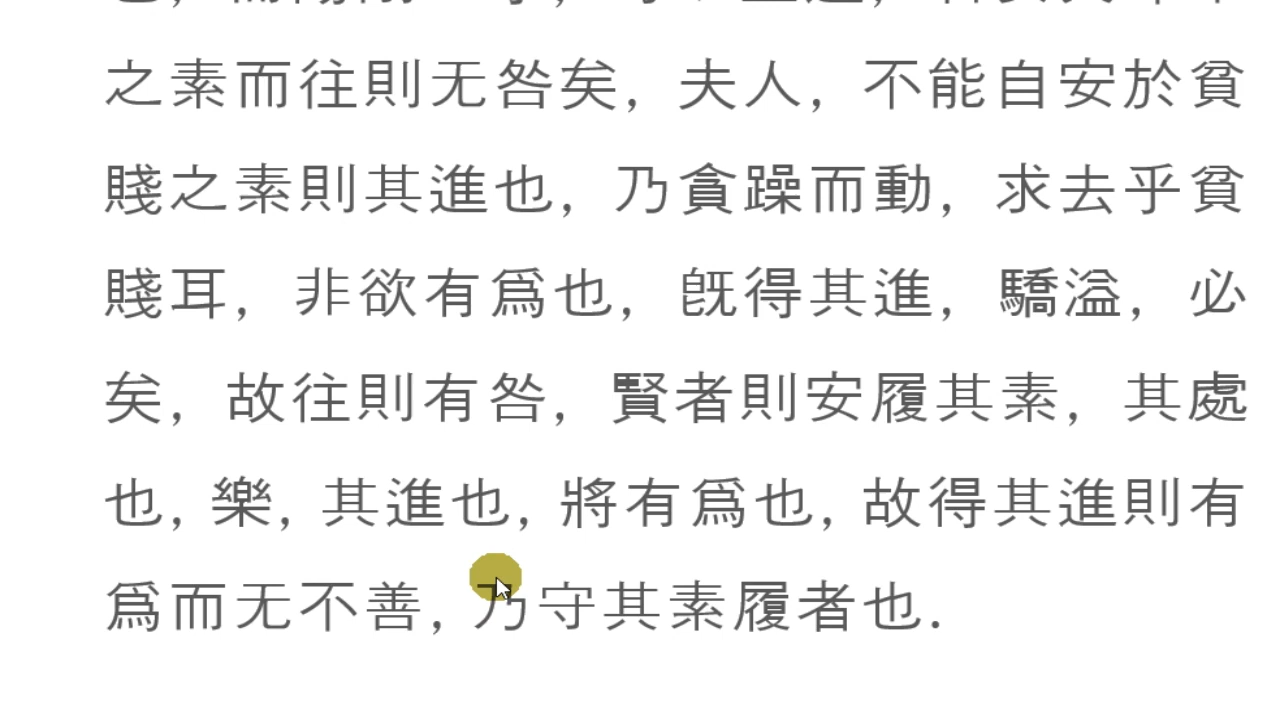 之素而往則无咎矣, 夫人, 不能自安於貧
賤之素則其進也, 乃貪躁而動, 求去乎貧
賤耳, 非欲有爲也, 旣得其進, 驕溢, 必
矣, 故往則有咎, 賢者則安履其素, 其處
也, 樂, 其進也, 將有爲也, 故得其進則有
爲而无不善, 乃守其素履者也.